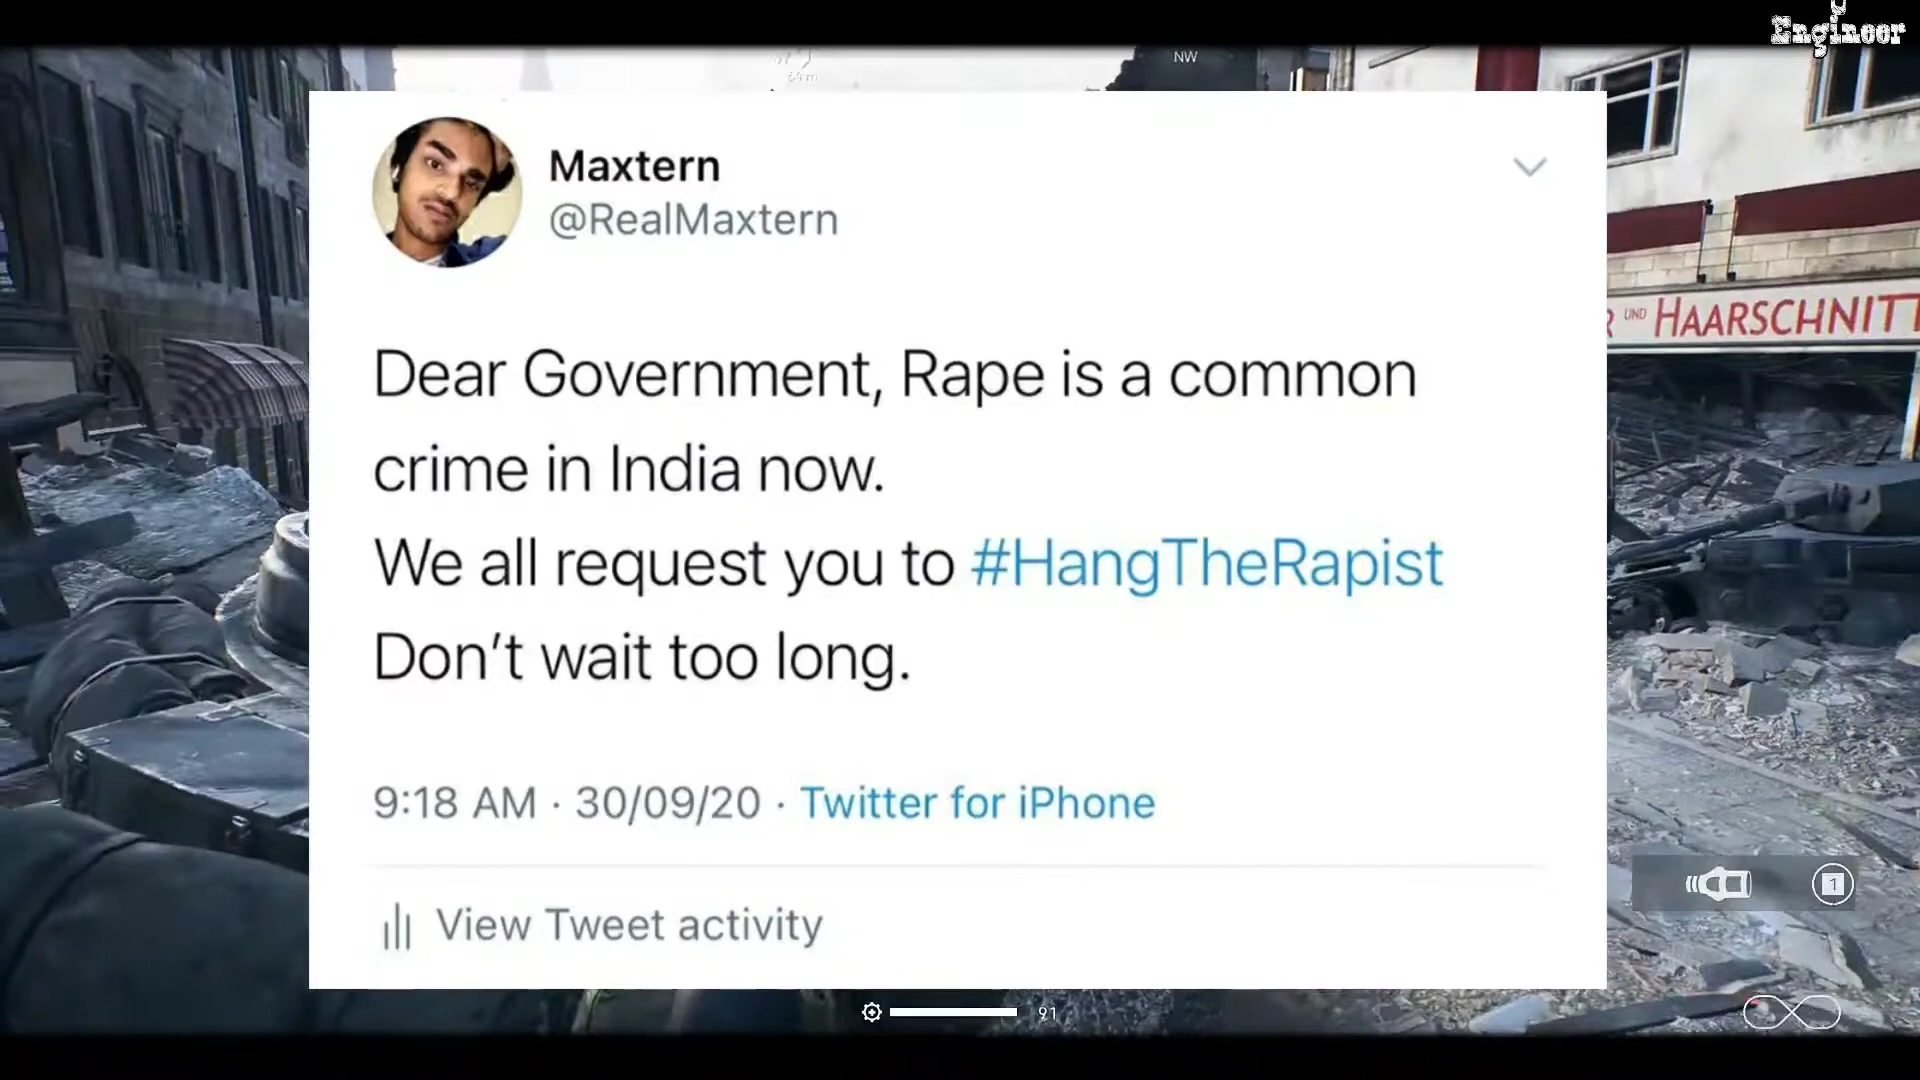 Engineer
NW
64 m
Maxtern
@RealMaxtern
UND HAARSCHNITT
Dear Government, Rape is a common
crime in India now.
We all request you to #HangTheRapist
Don't wait too long.
9:18 AM · 30/09/20 · Twitter for iPhone
1
View Tweet activity
91